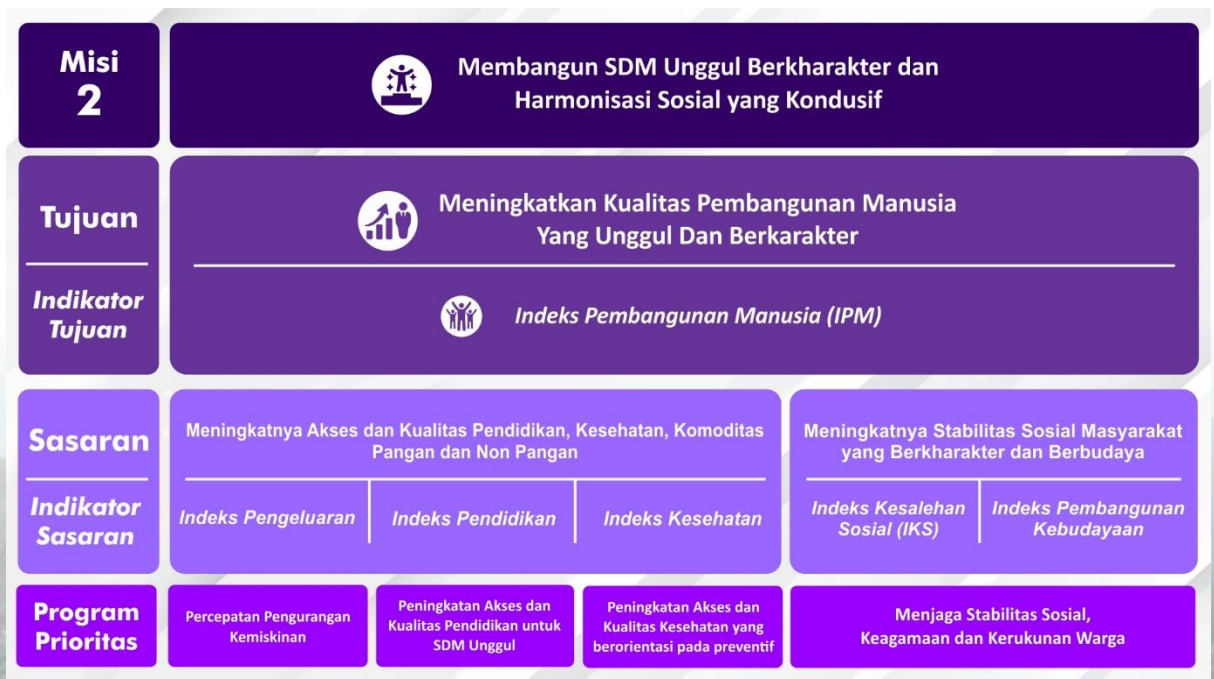 Misi
2
Membangun SDM Unggul Berkharakter dan
Harmonisasi Sosial yang Kondusif
Tujuan
Meningkatkan Kualitas Pembangunan Manusia
Yang Unggul Dan Berkarakter
Indikator
Tujuan
Indeks Pembangunan Manusia (IPM)
Sasaran
Meningkatnya Akses dan Kualitas Pendidikan, Kesehatan, Komoditas
Pangan dan Non Pangan
Meningkatnya Stabilitas Sosial Masyarakat
yang Berkharakter dan Berbudaya
Indikator
Sasaran
Indeks Pengeluaran
Indeks Pendidikan
Indeks Kesehatan
Indeks Kesalehan
Sosial (IKS)
Indeks Pembangunan
Kebudayaan
Program
Prioritas
Percepatan Pengurangan
Kemiskinan
Peningkatan Akses dan
Kualitas Pendidikan untuk
SDM Unggul
Peningkatan Akses dan
Kualitas Kesehatan yang
berorientasi pada preventif
Menjaga Stabilitas Sosial,
Keagamaan dan Kerukunan Warga